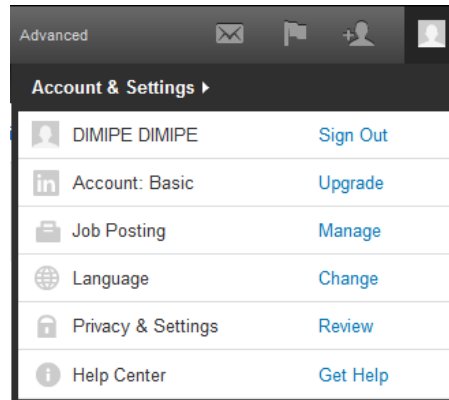 Advanced
Account & Settings
DIMIPE DIMIPE Sign Out
in Account: Basic Upgrade
Job Posting Manage
Language Change
Privacy & Settings Review
Help Center Get Help